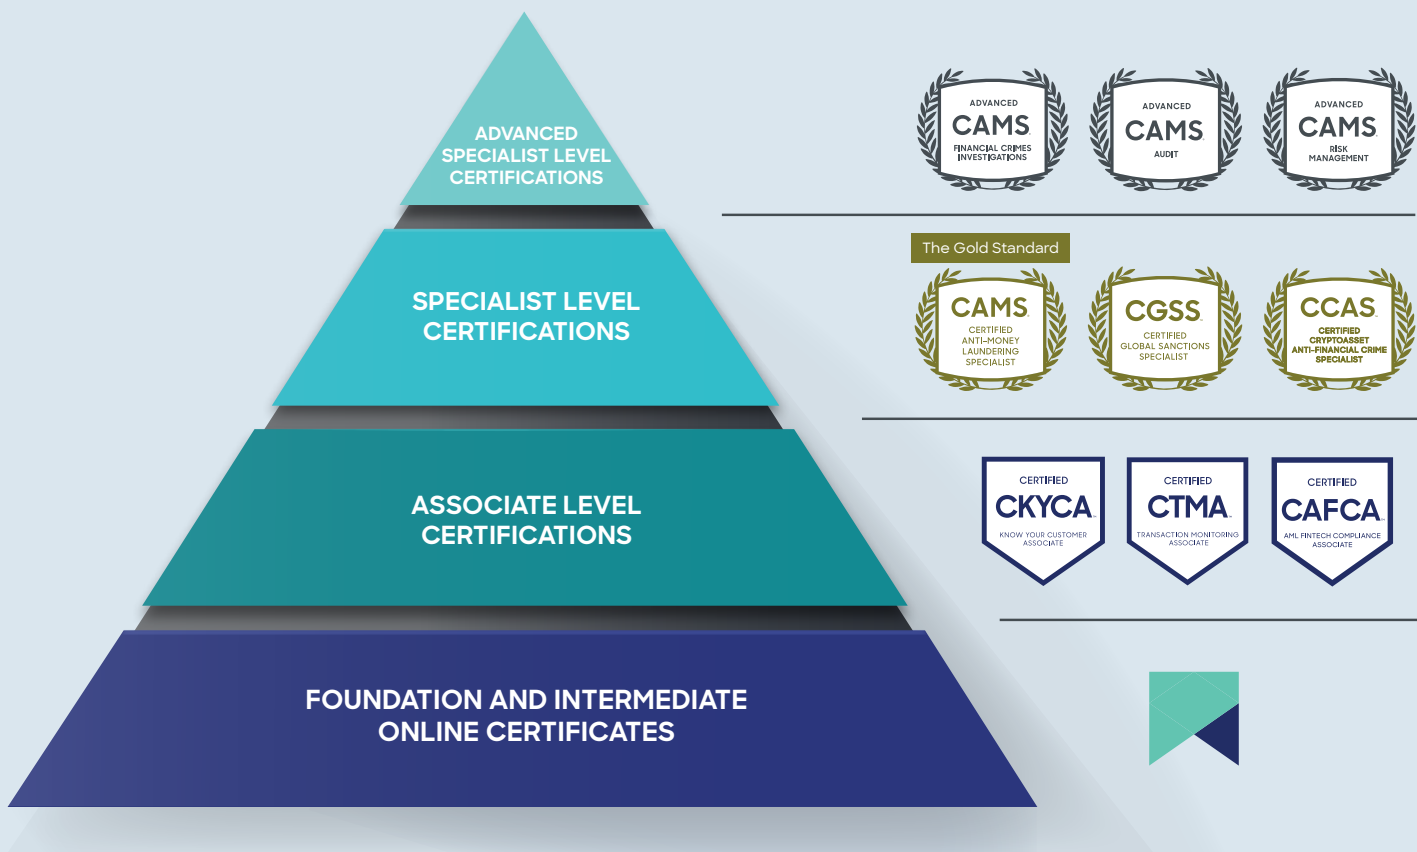 ADVANCED
SPECIALIST LEVEL
CERTIFICATIONS
ADVANCED
CAMS
FINANCIAL CRIMES
INVESTIGATIONS
ADVANCED
CAMS
AUDIT
ADVANCED
CAMS
RISK
MANAGEMENT
SPECIALIST LEVEL
CERTIFICATIONS
The Gold Standard
CAMS
CERTIFIED
ANTI-MONEY
LAUNDERING
SPECIALIST
CGSS
CERTIFIED
GLOBAL SANCTIONS
SPECIALIST
CCAS
CERTIFIED
CRYPTOASSET
ANTI-FINANCIAL CRIME
SPECIALIST
ASSOCIATE LEVEL
CERTIFICATIONS
CERTIFIED
CKYCA
KNOW YOUR CUSTOMER
ASSOCIATE
CERTIFIED
CTMA
TRANSACTION MONITORING
ASSOCIATE
CERTIFIED
CAFCA
AML FINTECH COMPLIANCE
ASSOCIATE
FOUNDATION AND INTERMEDIATE
ONLINE CERTIFICATES